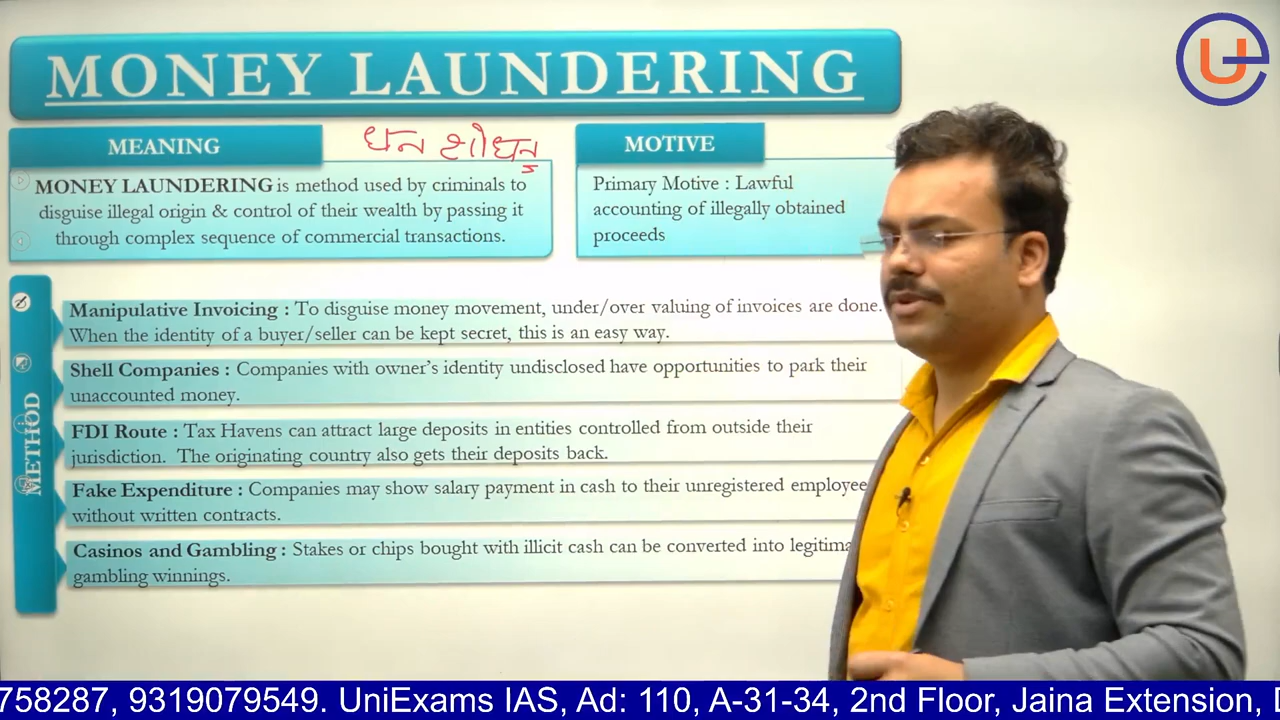 MONEY LAUNDERING
MEANING
धन शोधन
MOTIVE
MONEY LAUNDERING is method used by criminals to
disguise illegal origin & control of their wealth by passing it
through complex sequence of commercial transactions.
Primary Motive : Lawful
accounting of illegally obtained
proceeds
METHOD
Manipulative Invoicing : To disguise money movement, under/over valuing of invoices are done.
When the identity of a buyer/seller can be kept secret, this is an easy way.
Shell Companies : Companies with owner's identity undisclosed have opportunities to park their
unaccounted money.
FDI Route : Tax Havens can attract large deposits in entities controlled from outside their
jurisdiction. The originating country also gets their deposits back.
Fake Expenditure : Companies may show salary payment in cash to their unregistered employee
without written contracts.
Casinos and Gambling : Stakes or chips bought with illicit cash can be converted into legitima
gambling winnings.
Ue
758287, 9319079549. UniExams IAS, Ad: 110, A-31-34, 2nd Floor, Jaina Extension,